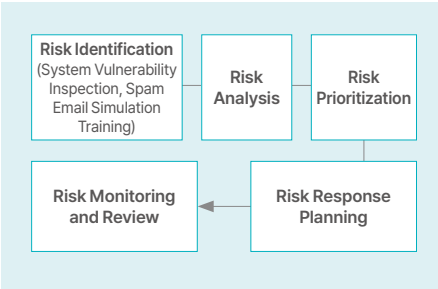 Risk Identification
(System Vulnerability
Inspection, Spam
Email Simulation
Training)
Risk
Analysis
Risk
Prioritization
Risk Monitoring
and Review
Risk Response
Planning